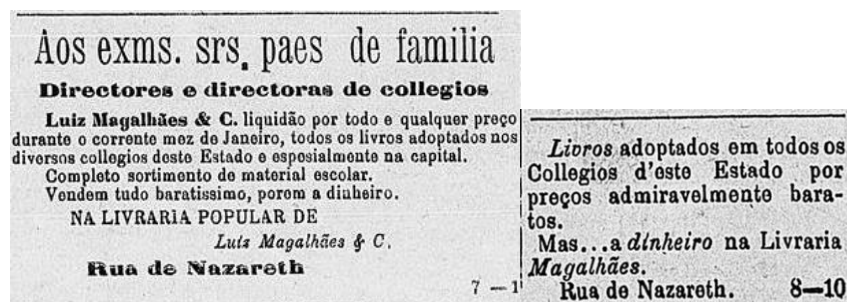 Aos exms. srs. paes de familia
Directores e directoras de collegios
Luiz Magalhães & C. liquidão por todo e qualquer preço
durante o corrente mez de Janeiro, todos os livros adoptados nos
diversos collegios deste Estado e espesialmente na capital.
Completo sortimento de material escolar.
Vendem tudo baratissimo, porem a dinheiro.
NA LIVRARIA POPULAR DE
Luis Magalhães & C.
Rua de Nazareth
7—1
Livros adoptados em todos os
Collegios d'este Estado por
preços admiravelmente bara-
tos.
Mas...a dinheiro na Livraria
Magalhães.
Rua de Nazareth. 8—10